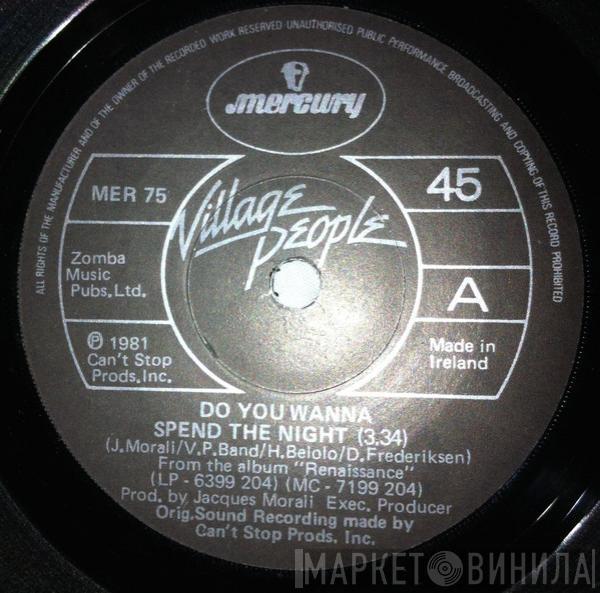 ALL RIGHTS OF THE MANUFACTURER AND OF THE OWNER OF THE RECORDED WORK RESERVED UNAUTHORISED PUBLIC PERFORMANCE BROADCASTING AND COPYING OF THIS RECORD PROHIBITED
mercury
MER 75
45
Village People
Zomba
Music
Pubs.Ltd.
A
Ⓟ 1981
Can't Stop
Prods.Inc.
Made in
Ireland
DO YOU WANNA
SPEND THE NIGHT (3.34)
(J.Morali/V.P.Band/H.Belolo/D.Frederiksen)
From the album "Renaissance"
(LP - 6399 204) (MC - 7199 204)
Prod. by Jacques Morali Exec. Producer
Orig.Sound Recording made by
Can't Stop Prods. Inc.
МАРКЕТ ВИНИЛА